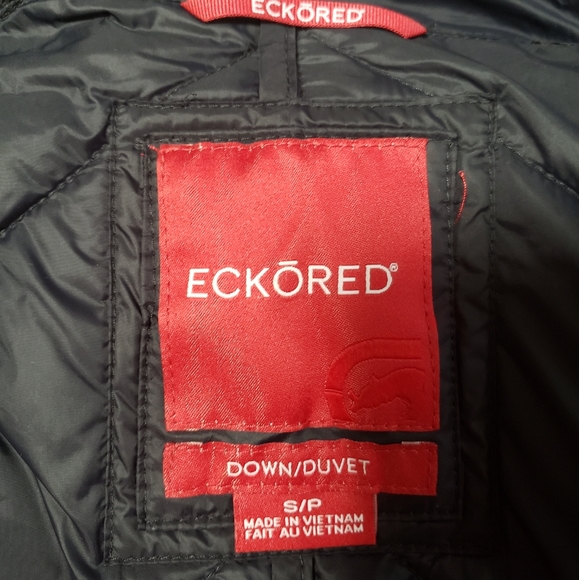 ECKŌRED
ECKŌRED®
DOWN/DUVET
S/P
MADE IN VIETNAM
FAIT AU VIETNAM